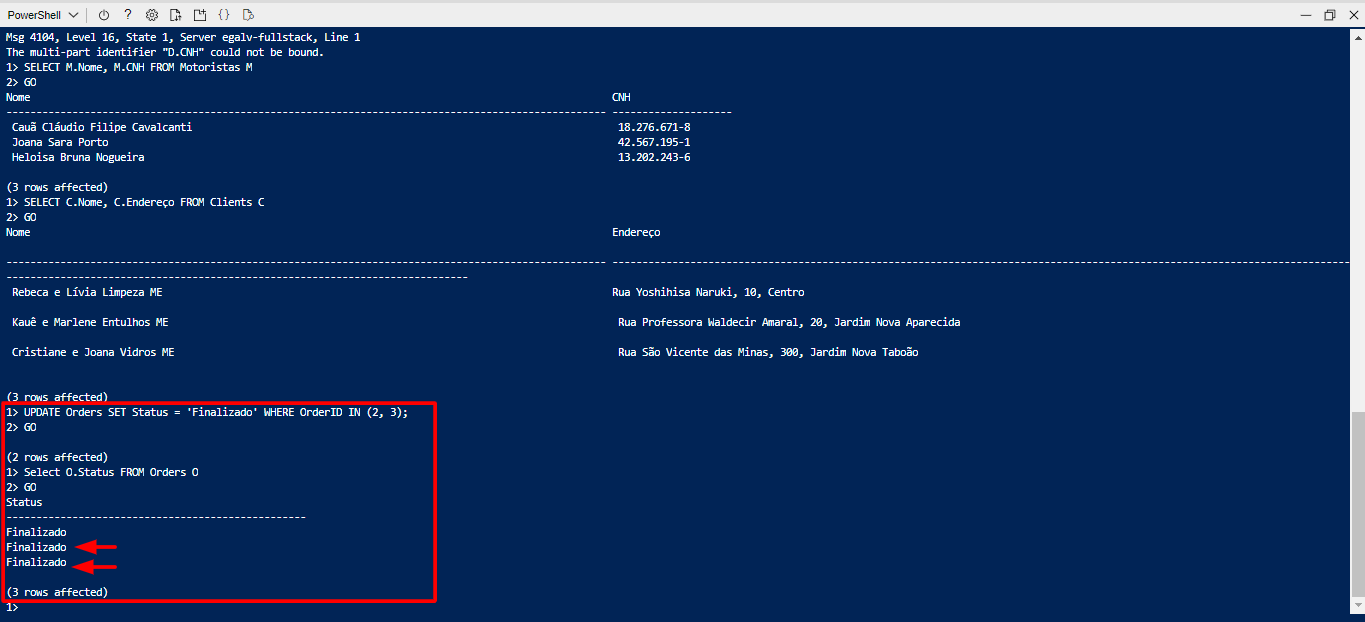 PowerShell
Msg 4104, Level 16, State 1, Server egalv-fullstack, Line 1
The multi-part identifier "D.CNH" could not be bound.
1> SELECT M.Nome, M.CNH FROM Motoristas M
2> GO
Nome CNH
---------------------------------------------------------------------------------------------------- --------------------
Cauã Cláudio Filipe Cavalcanti 18.276.671-8
Joana Sara Porto 42.567.195-1
Heloisa Bruna Nogueira 13.202.243-6
(3 rows affected)
1> SELECT C.Nome, C.Endereço FROM Clients C
2> GO
Nome Endereço
---------------------------------------------------------------------------------------------------- ---------------------------------------------------------------------------------------------------------------------------
-----------------------------------------------------------------------------
Rebeca e Lívia Limpeza ME Rua Yoshihisa Naruki, 10, Centro
Kauê e Marlene Entulhos ME Rua Professora Waldecir Amaral, 20, Jardim Nova Aparecida
Cristiane e Joana Vidros ME Rua São Vicente das Minas, 300, Jardim Nova Taboão
(3 rows affected)
1> UPDATE Orders SET Status = 'Finalizado' WHERE OrderID IN (2, 3);
2> GO
(2 rows affected)
1> Select O.Status FROM Orders O
2> GO
Status
--------------------------------------------------
Finalizado
Finalizado
Finalizado
(3 rows affected)
1>